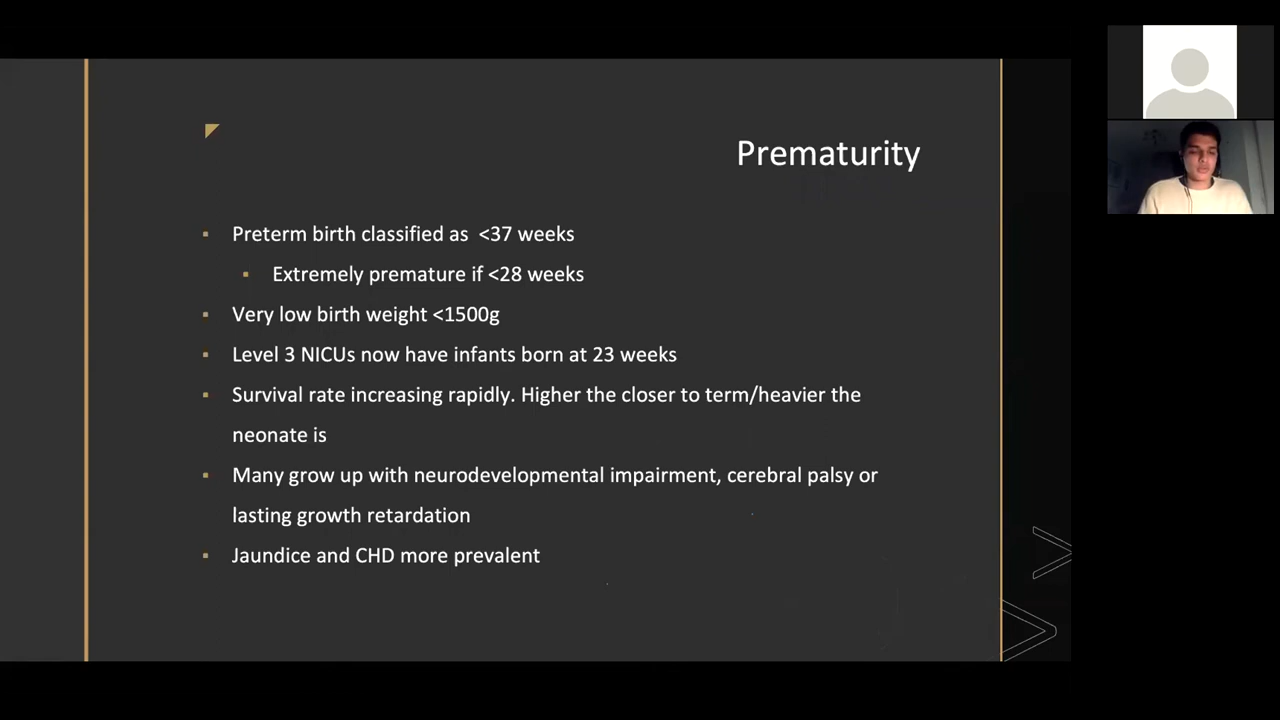 Prematurity
Preterm birth classified as <37 weeks
Extremely premature if <28 weeks
Very low birth weight <1500g
Level 3 NICUs now have infants born at 23 weeks
Survival rate increasing rapidly. Higher the closer to term/heavier the
neonate is
Many grow up with neurodevelopmental impairment, cerebral palsy or
lasting growth retardation
Jaundice and CHD more prevalent